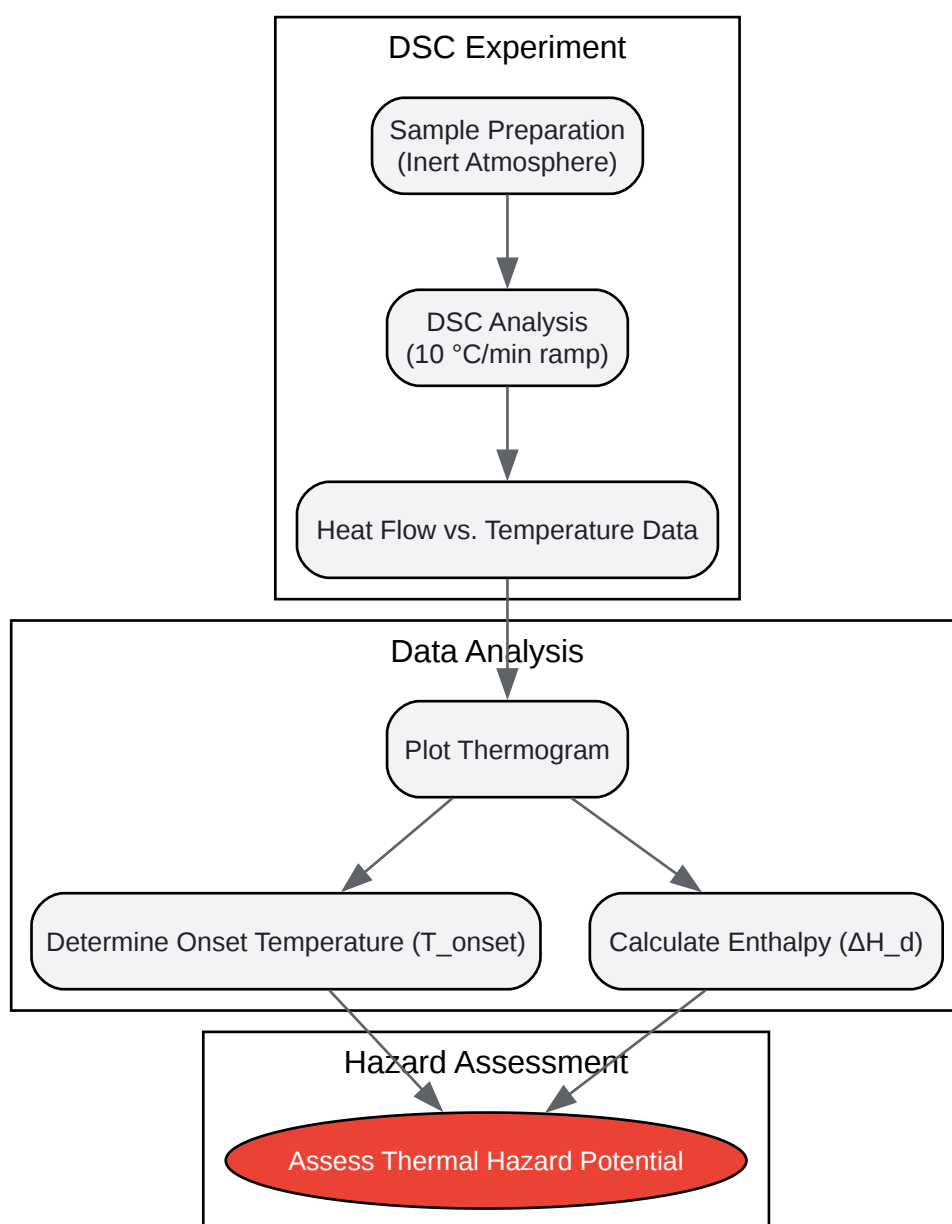 DSC Experiment
Sample Preparation
(Inert Atmosphere)
DSC Analysis
(10 °C/min ramp)
Heat Flow vs. Temperature Data
Data Analysis
Plot Thermogram
Determine Onset Temperature (T_onset)
Calculate Enthalpy (ΔH_d)
Hazard Assessment
Assess Thermal Hazard Potential